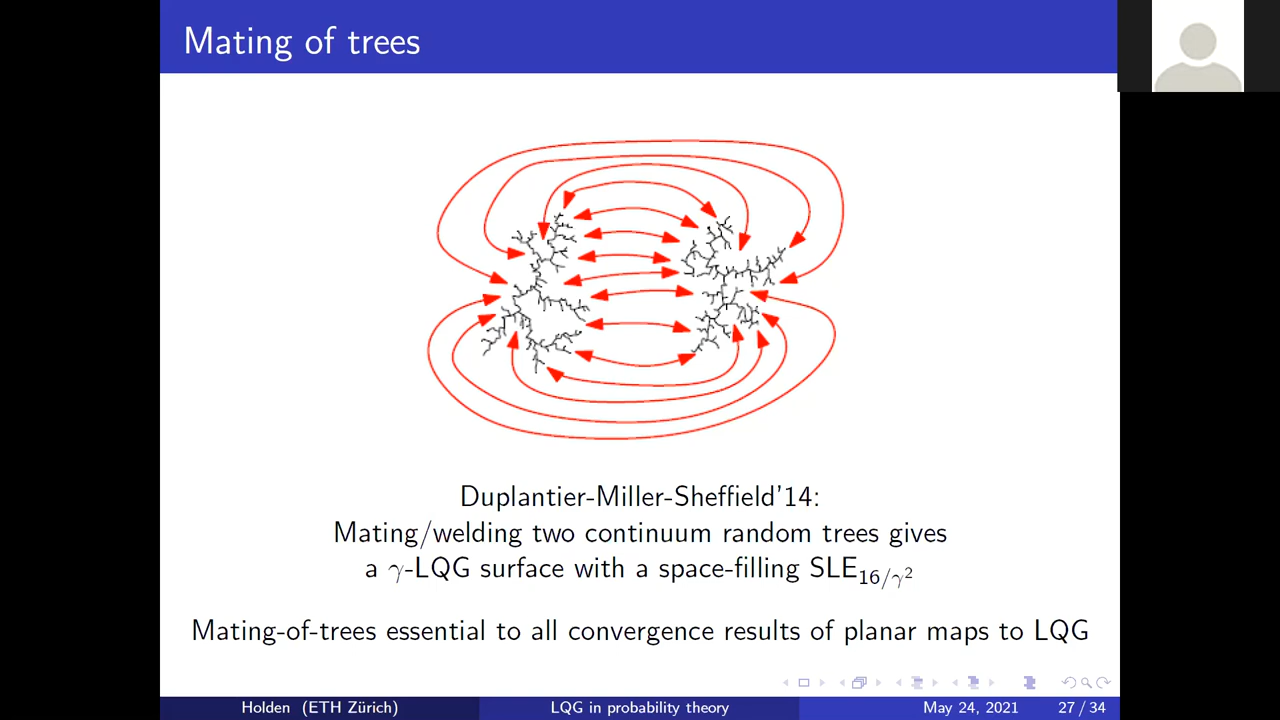 Mating of trees
Duplantier-Miller-Sheffield'14:
Mating/welding two continuum random trees gives
a γ-LQG surface with a space-filling SLE₁₆/γ²
Mating-of-trees essential to all convergence results of planar maps to LQG
Holden (ETH Zürich)
LQG in probability theory
May 24, 2021
27 / 34